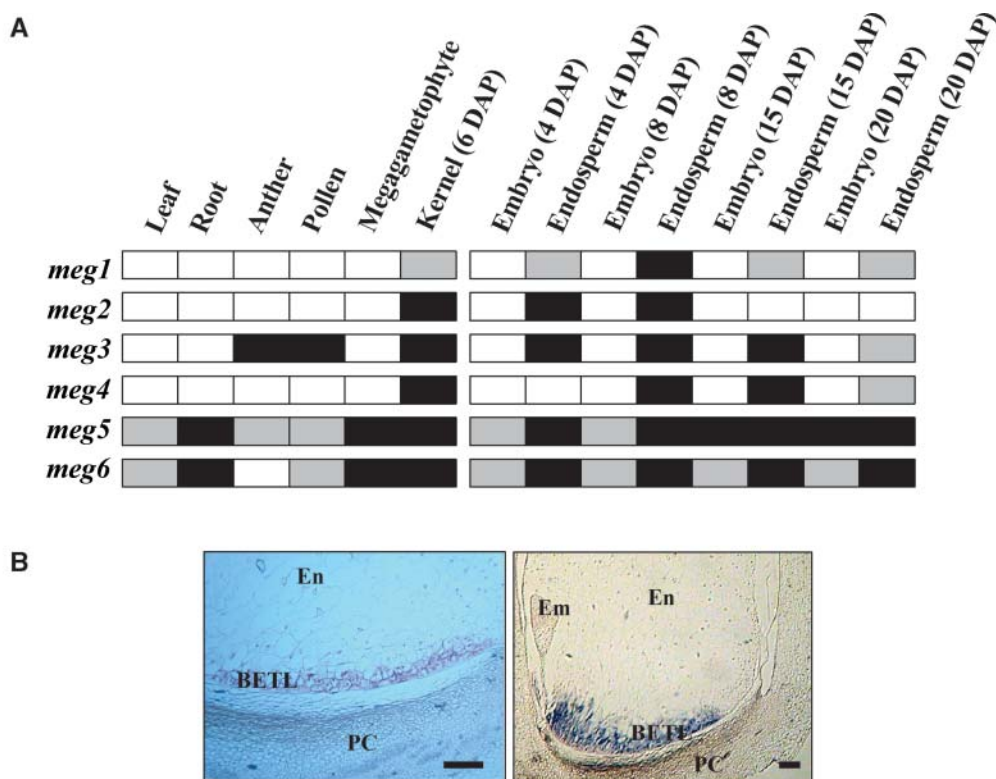 A
Leaf
Root
Anther
Pollen
Megagametophyte
Kernel (6 DAP)
Embryo (4 DAP)
Endosperm (4 DAP)
Embryo (8 DAP)
Endosperm (8 DAP)
Embryo (15 DAP)
Endosperm (15 DAP)
Embryo (20 DAP)
Endosperm (20 DAP)
meg1
meg2
meg3
meg4
meg5
meg6
B
En
BETL
PC
Em
En
BETL
PC